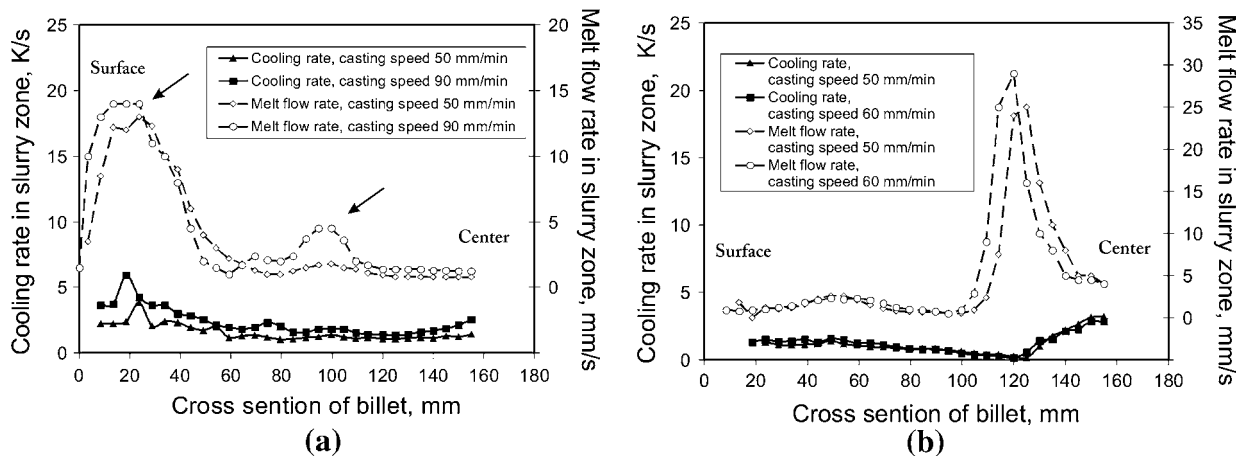 Cooling rate in slurry zone, K/s
25
20
15
10
5
0
Surface
Cooling rate, casting speed 50 mm/min
Cooling rate, casting speed 90 mm/min
Melt flow rate, casting speed 50 mm/min
Melt flow rate, casting speed 90 mm/min
Center
20
15
10
5
0
Melt flow rate in slurry zone, mm/s
0 20 40 60 80 100 120 140 160 180
Cross sention of billet, mm
(a)
Cooling rate in slurry zone, K/s
25
20
15
10
5
0
Cooling rate,
casting speed 50 mm/min
Cooling rate,
casting speed 60 mm/min
Melt flow rate,
casting speed 50 mm/min
Melt flow rate,
casting speed 60 mm/min
Surface
Center
35
30
25
20
15
10
5
0
Melt flow rate in slurry zone, mm/s
0 20 40 60 80 100 120 140 160 180
Cross sention of billet, mm
(b)